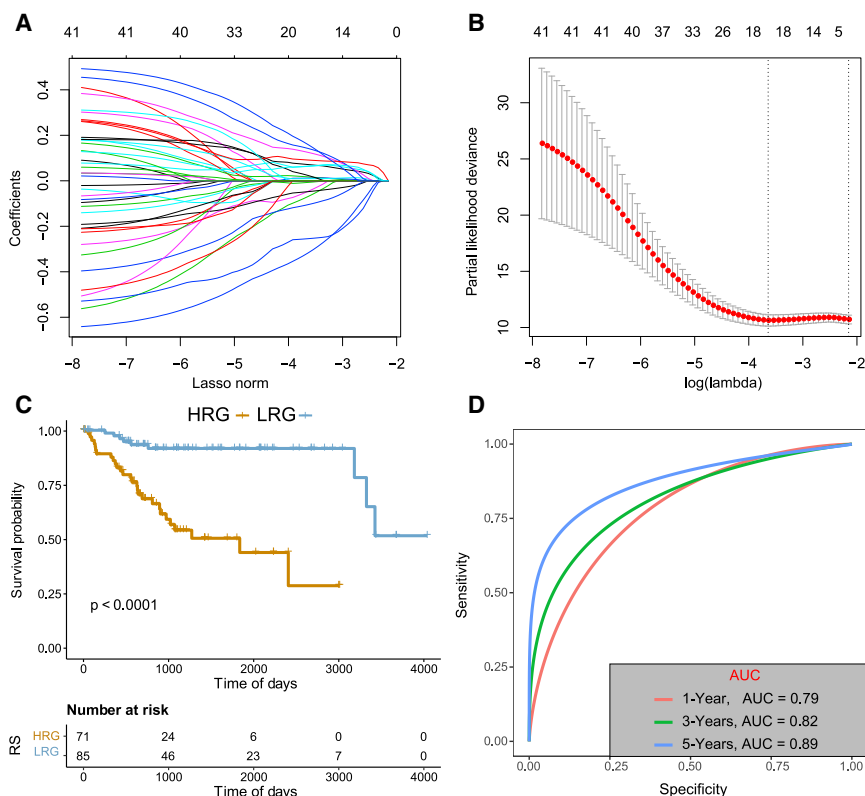 A
41 41 40 33 20 14 0
Coefficients
0.4
0.2
0.0
−0.2
−0.4
−0.6
−8 −7 −6 −5 −4 −3 −2
Lasso norm
B
41 41 41 40 37 33 26 18 18 14 5
Partial likelihood deviance
30
25
20
15
10
−8 −7 −6 −5 −4 −3 −2
log(lambda)
C
HRG LRG
Survival probability
1.00
0.75
0.50
0.25
0.00
p < 0.0001
0 1000 2000 3000 4000
Time of days
Number at risk
RS
HRG 71 24 6 0 0
LRG 85 46 23 7 0
0 1000 2000 3000 4000
Time of days
D
Sensitivity
1.00
0.75
0.50
0.25
0.00
AUC
1-Year, AUC = 0.79
3-Years, AUC = 0.82
5-Years, AUC = 0.89
0.00 0.25 0.50 0.75 1.00
Specificity